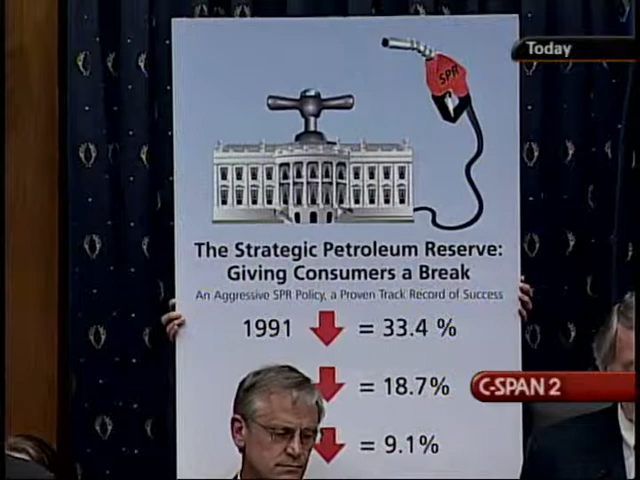 Today
SPR
The Strategic Petroleum Reserve:
Giving Consumers a Break
An Aggressive SPR Policy, a Proven Track Record of Success
1991 = 33.4 %
= 18.7%
C-SPAN 2
= 9.1%